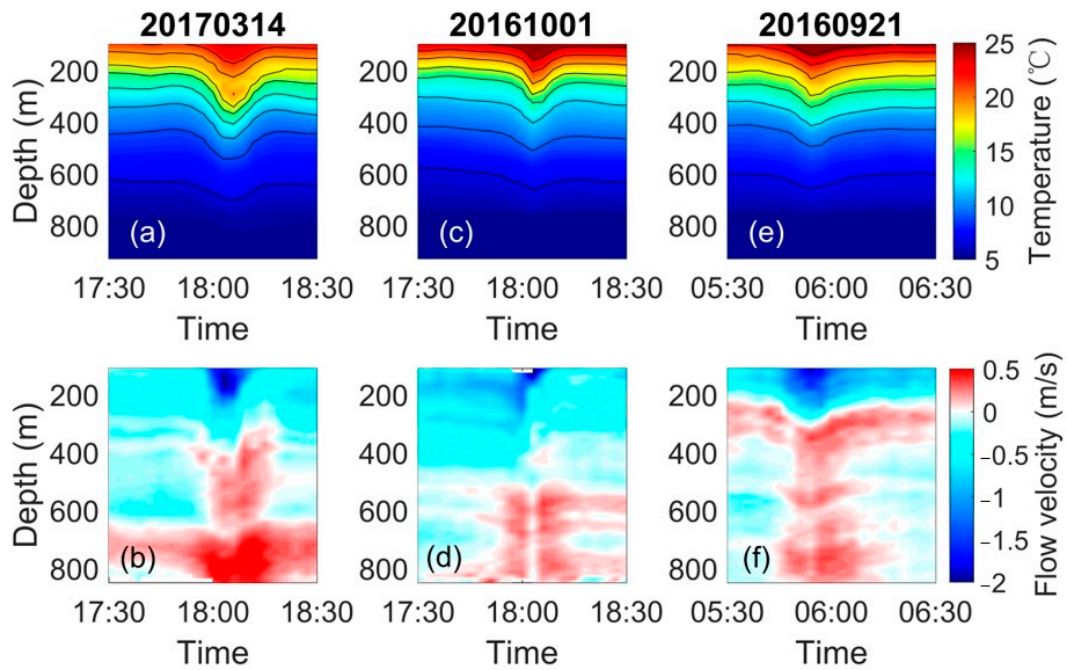 20170314 20161001 20160921
Depth (m) 200 400 600 800 (a) (c) (e) 25 20 15 10 5 Temperature (℃)
17:30 18:00 18:30 17:30 18:00 18:30 05:30 06:00 06:30
Time Time Time
Depth (m) 200 400 600 800 (b) (d) (f) 0.5 0 −0.5 −1 −1.5 −2 Flow velocity (m/s)
17:30 18:00 18:30 17:30 18:00 18:30 05:30 06:00 06:30
Time Time Time